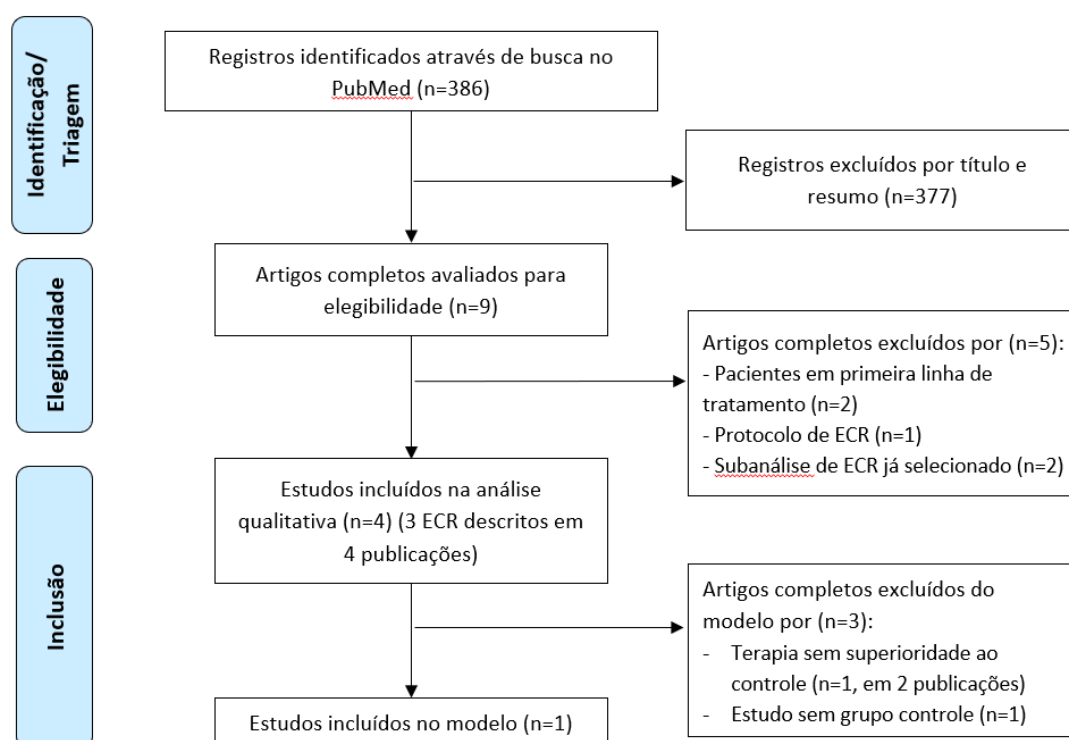 Identificação/
Triagem
Registros identificados através de busca no
PubMed (n=386)
Registros excluídos por título e
resumo (n=377)
Elegibilidade
Artigos completos avaliados para
elegibilidade (n=9)
Artigos completos excluídos por (n=5):
- Pacientes em primeira linha de
tratamento (n=2)
- Protocolo de ECR (n=1)
- Subanálise de ECR já selecionado (n=2)
Inclusão
Estudos incluídos na análise
qualitativa (n=4) (3 ECR descritos em
4 publicações)
Artigos completos excluídos do
modelo por (n=3):
- Terapia sem superioridade ao
controle (n=1, em 2 publicações)
- Estudo sem grupo controle (n=1)
Estudos incluídos no modelo (n=1)